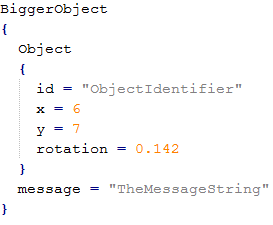 BiggerObject
{
  Object
  {
    id = "ObjectIdentifier"
    x = 6
    y = 7
    rotation = 0.142
  }
  message = "TheMessageString"
}